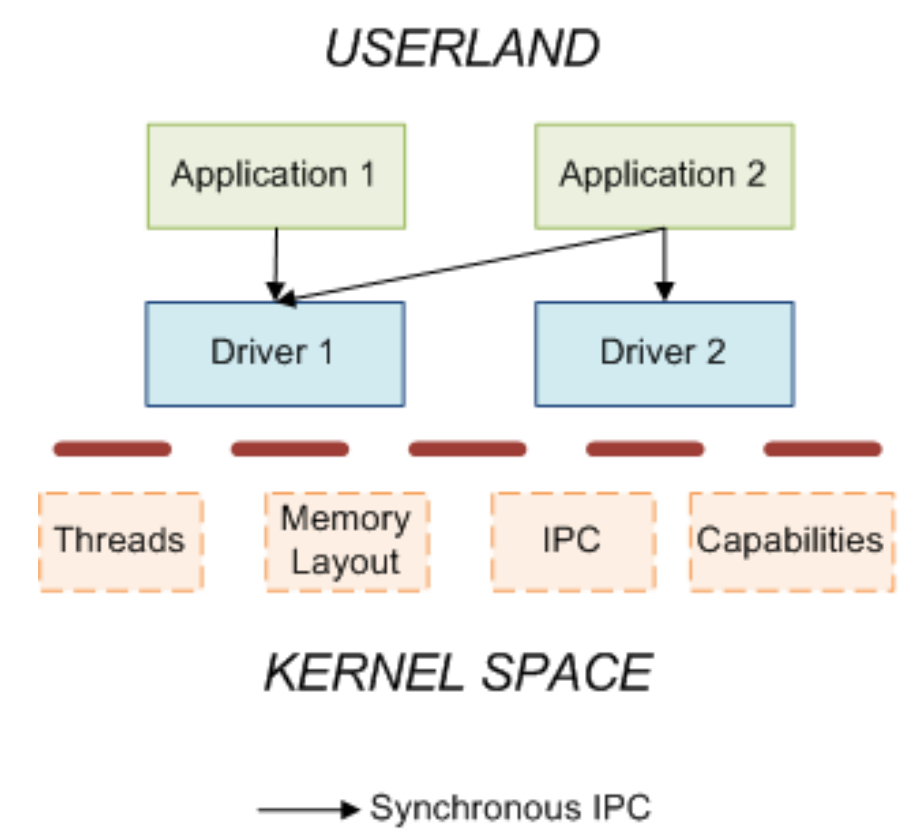 USERLAND
Application 1
Application 2
Driver 1
Driver 2
Threads
Memory
Layout
IPC
Capabilities
KERNEL SPACE
Synchronous IPC